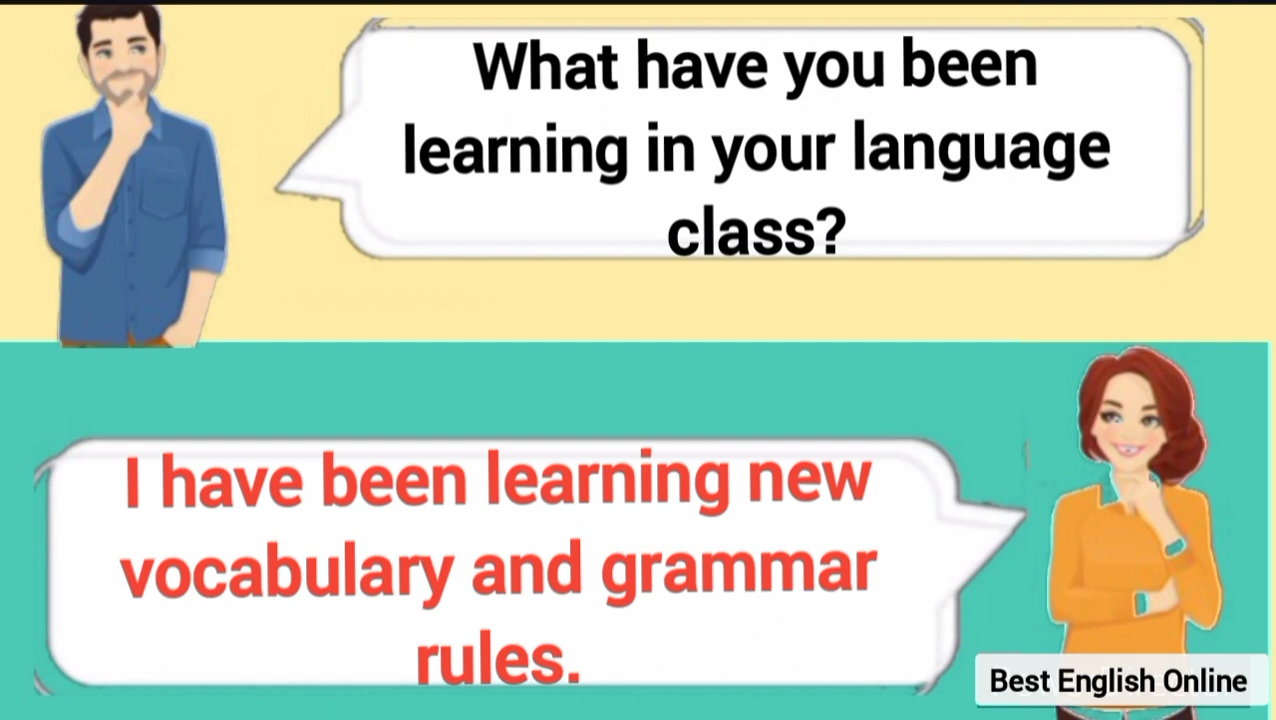 What have you been
learning in your language
class?
I have been learning new
vocabulary and grammar
rules.
Best English Online